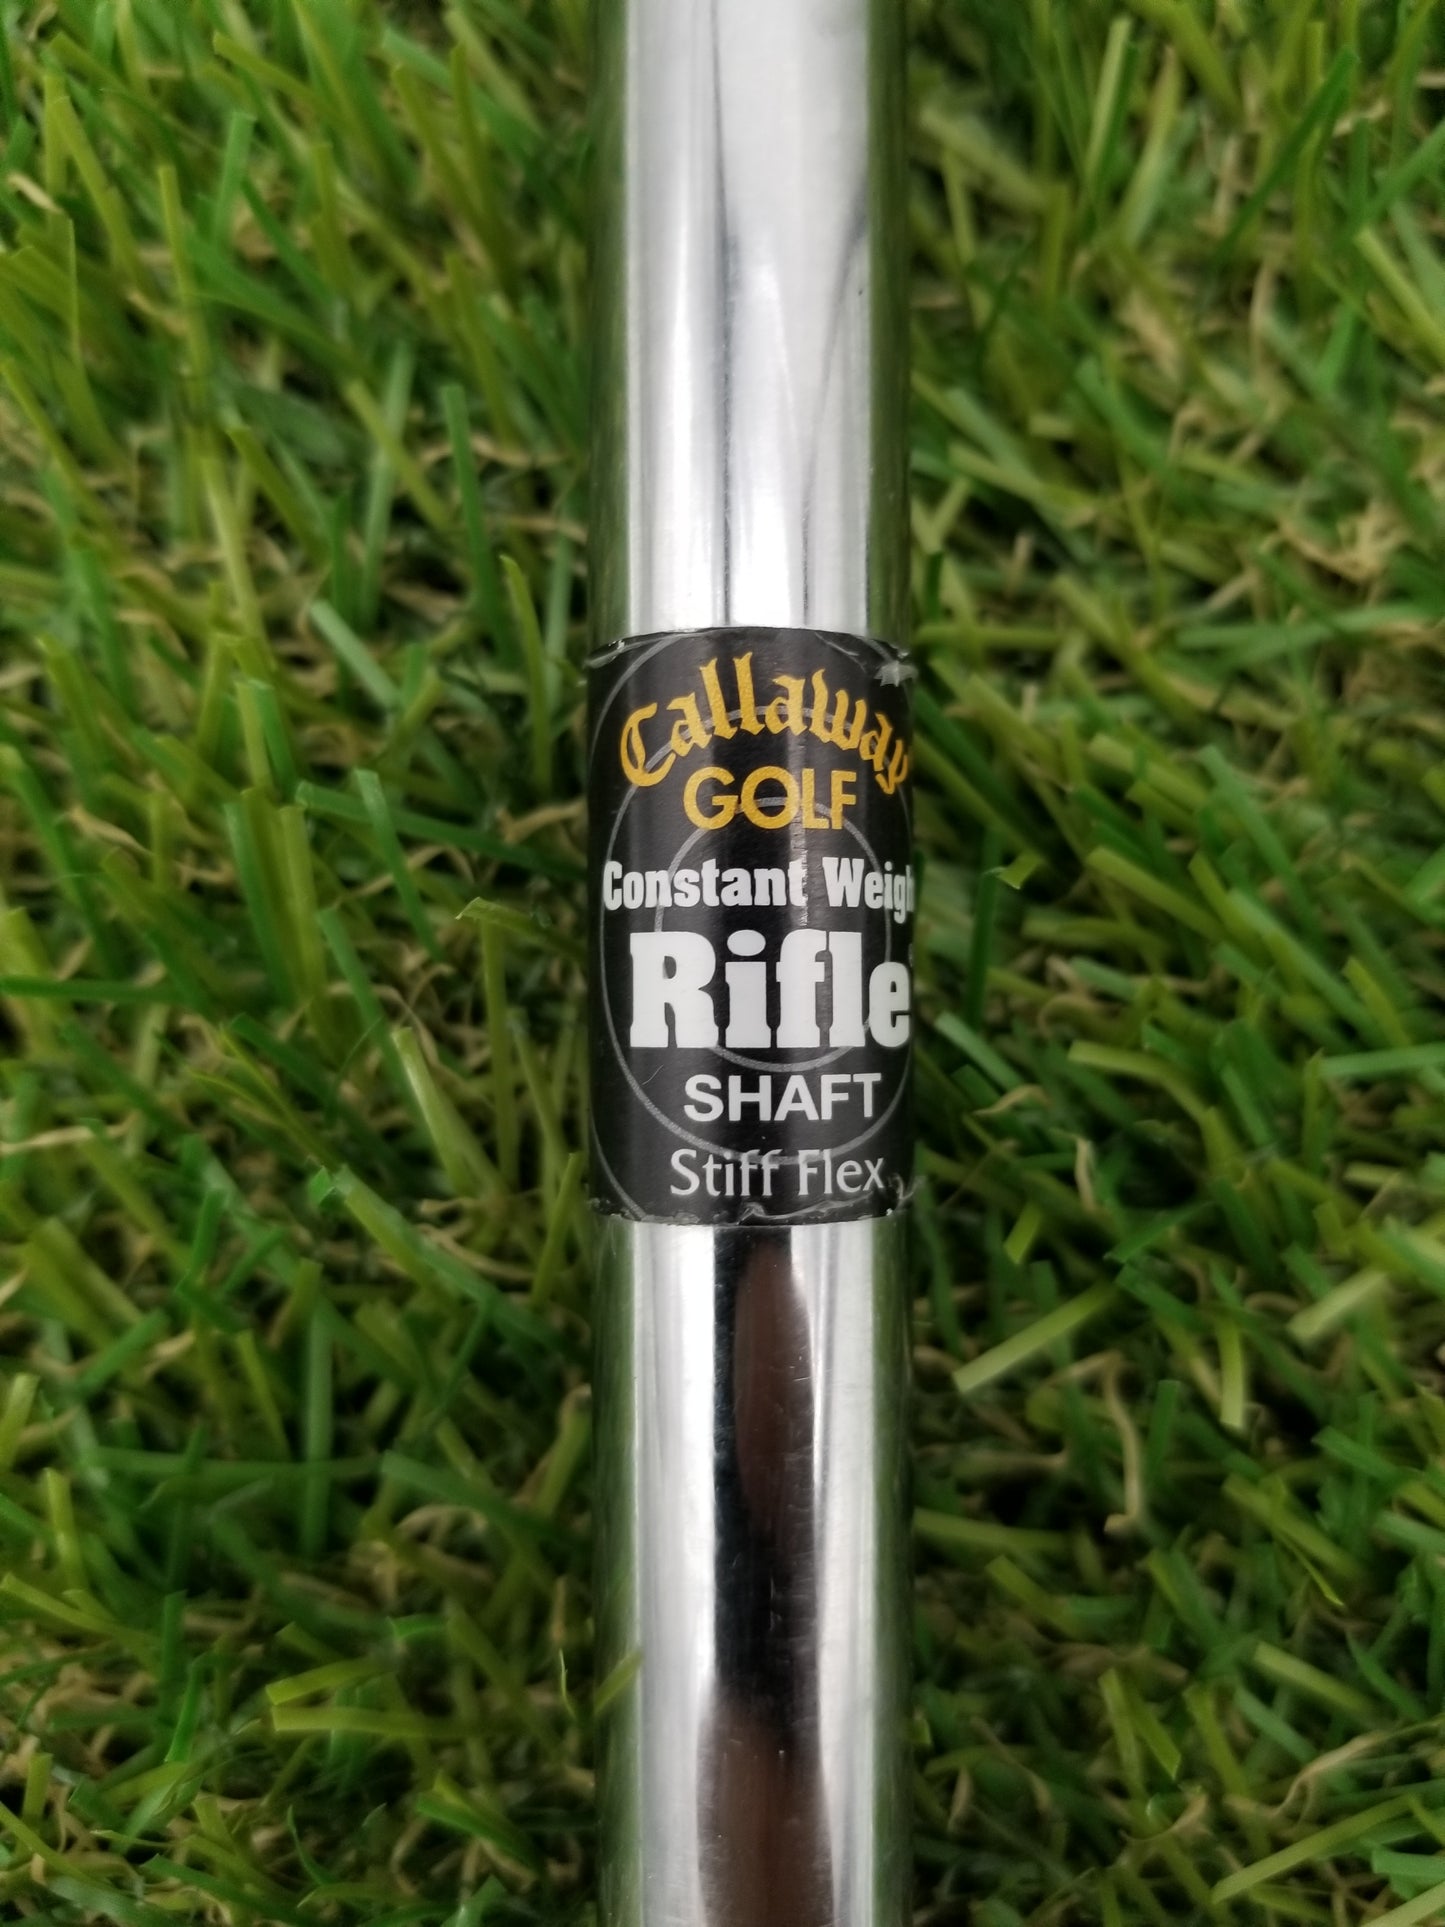 Callaway
GOLF
Constant Weigh
Rifle
SHAFT
Stiff Flex